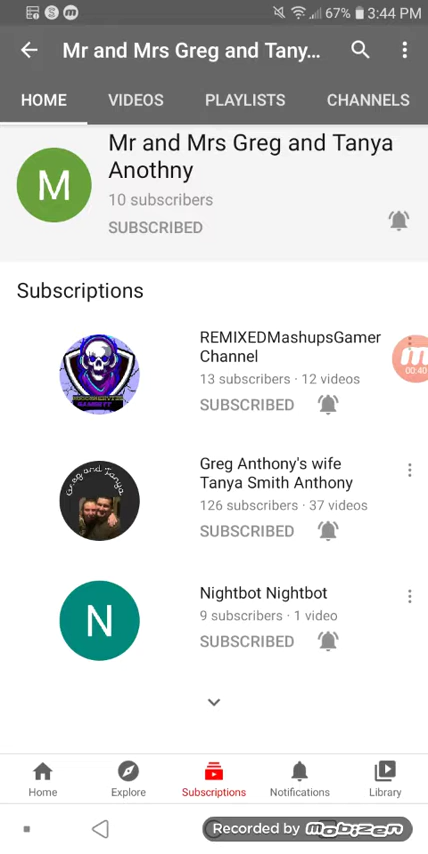 67% 3:44 PM
Mr and Mrs Greg and Tany...
HOME VIDEOS PLAYLISTS CHANNELS
M
Mr and Mrs Greg and Tanya
Anothny
10 subscribers
SUBSCRIBED
Subscriptions
REMIXEDMashupsGamer
Channel
13 subscribers · 12 videos
00:40
SUBSCRIBED
Greg and Tanya
Greg Anthony's wife
Tanya Smith Anthony
126 subscribers · 37 videos
SUBSCRIBED
N
Nightbot Nightbot
9 subscribers · 1 video
SUBSCRIBED
Home Explore Subscriptions Notifications Library
Recorded by MOBIZEN